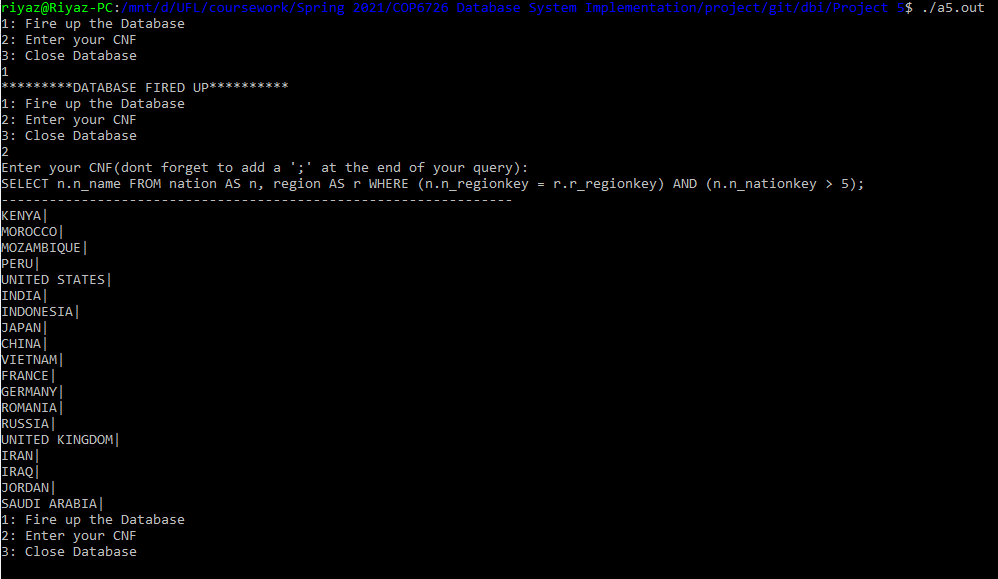 riyaz@Riyaz-PC:/mnt/d/UFL/coursework/Spring 2021/COP6726 Database System Implementation/project/git/dbi/Project 5$ ./a5.out
1: Fire up the Database
2: Enter your CNF
3: Close Database
1
*********DATABASE FIRED UP**********
1: Fire up the Database
2: Enter your CNF
3: Close Database
2
Enter your CNF(dont forget to add a ';' at the end of your query):
SELECT n.n_name FROM nation AS n, region AS r WHERE (n.n_regionkey = r.r_regionkey) AND (n.n_nationkey > 5);
----------------------------------------------------------------
KENYA|
MOROCCO|
MOZAMBIQUE|
PERU|
UNITED STATES|
INDIA|
INDONESIA|
JAPAN|
CHINA|
VIETNAM|
FRANCE|
GERMANY|
ROMANIA|
RUSSIA|
UNITED KINGDOM|
IRAN|
IRAQ|
JORDAN|
SAUDI ARABIA|
1: Fire up the Database
2: Enter your CNF
3: Close Database